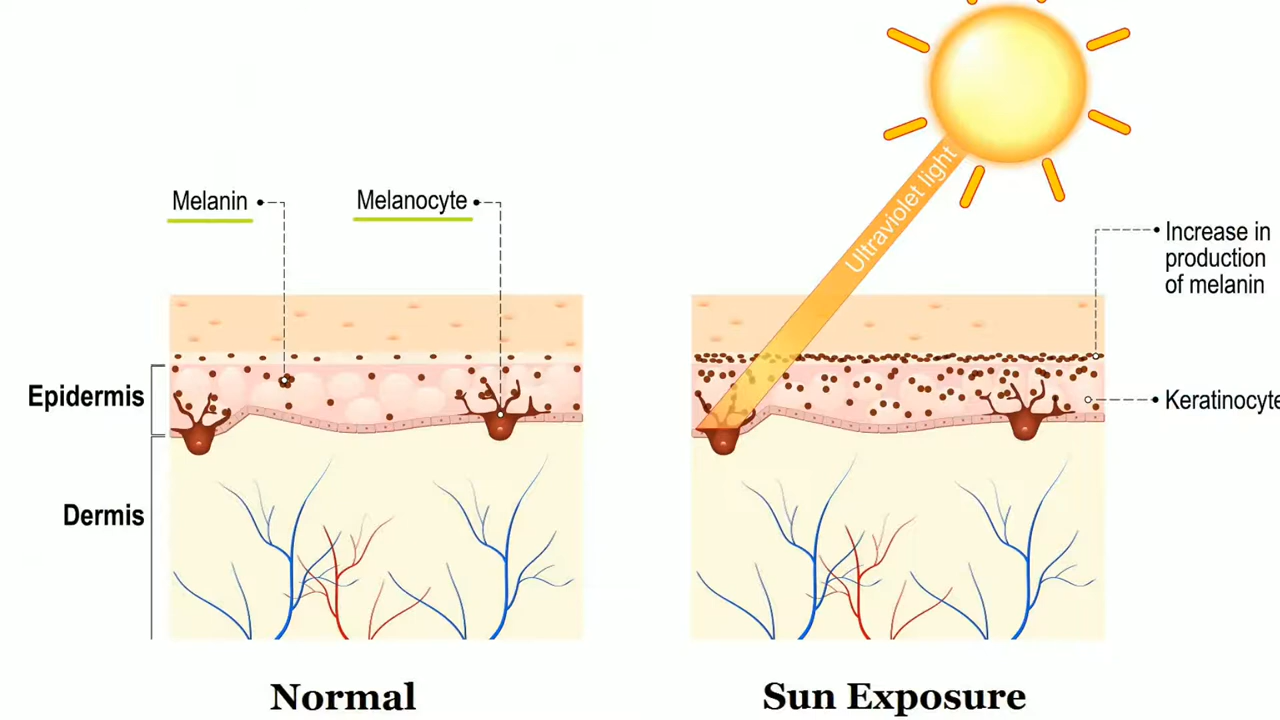 Melanin
Melanocyte
Ultraviolet light
Increase in
production
of melanin
Epidermis
Keratinocyte
Dermis
Normal
Sun Exposure